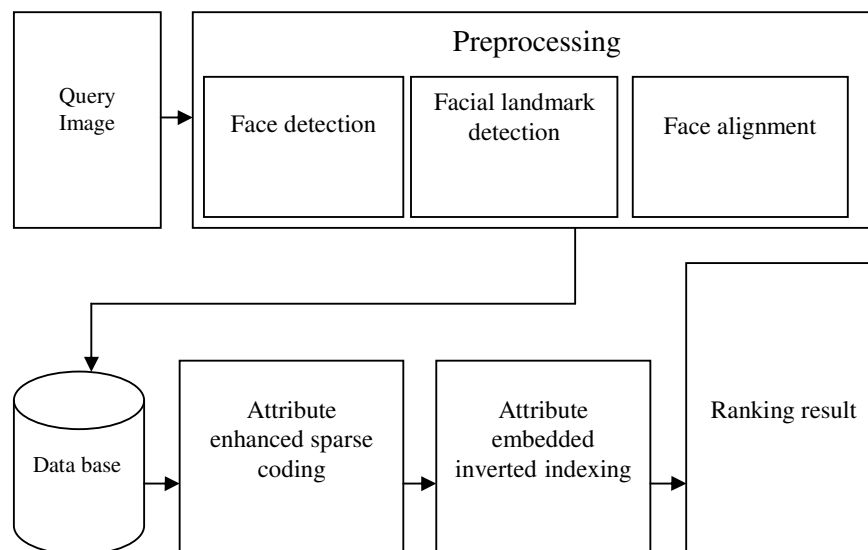 Preprocessing
Query
Image
Face detection
Facial landmark
detection
Face alignment
Data base
Attribute
enhanced sparse
coding
Attribute
embedded
inverted indexing
Ranking result